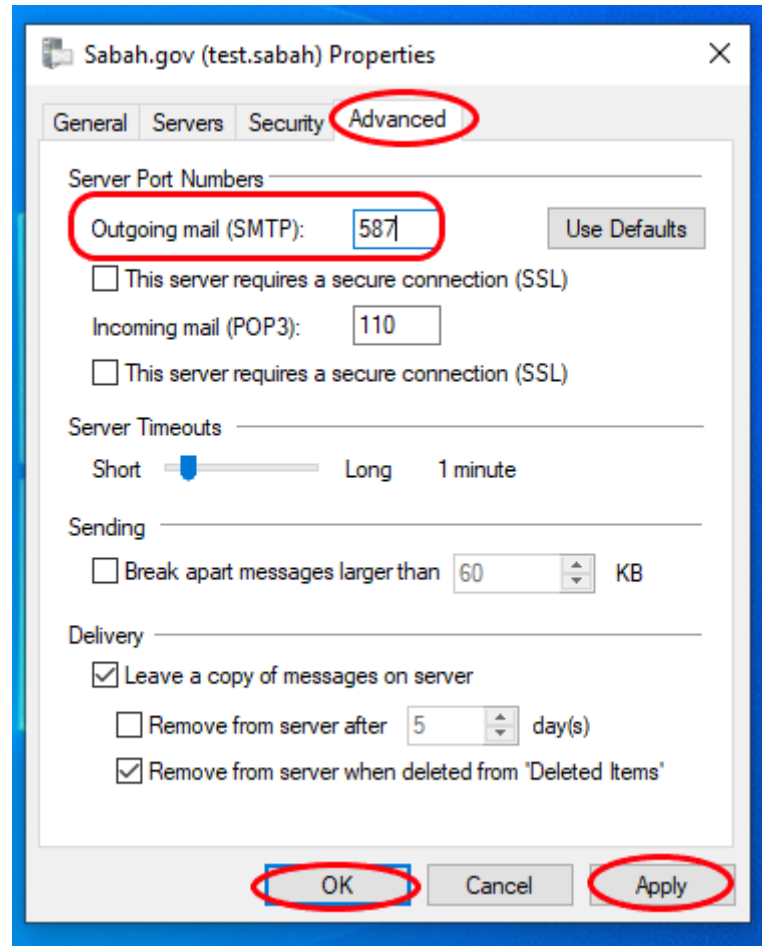 Sabah.gov (test.sabah) Properties
General Servers Security Advanced
Server Port Numbers
Outgoing mail (SMTP): 587 Use Defaults
This server requires a secure connection (SSL)
Incoming mail (POP3): 110
This server requires a secure connection (SSL)
Server Timeouts
Short Long 1 minute
Sending
Break apart messages larger than 60 KB
Delivery
Leave a copy of messages on server
Remove from server after 5 day(s)
Remove from server when deleted from 'Deleted Items'
OK Cancel Apply